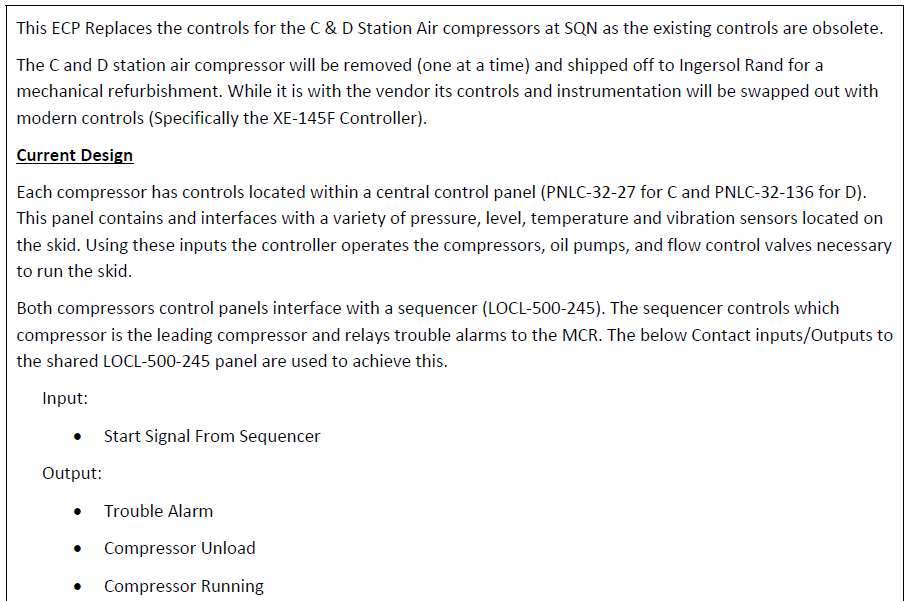 This ECP Replaces the controls for the C & D Station Air compressors at SQN as the existing controls are obsolete.
The C and D station air compressor will be removed (one at a time) and shipped off to Ingersol Rand for a
mechanical refurbishment. While it is with the vendor its controls and instrumentation will be swapped out with
modern controls (Specifically the XE-145F Controller).
Current Design
Each compressor has controls located within a central control panel (PNLC-32-27 for C and PNLC-32-136 for D).
This panel contains and interfaces with a variety of pressure, level, temperature and vibration sensors located on
the skid. Using these inputs the controller operates the compressors, oil pumps, and flow control valves necessary
to run the skid.
Both compressors control panels interface with a sequencer (LOCL-500-245). The sequencer controls which
compressor is the leading compressor and relays trouble alarms to the MCR. The below Contact inputs/Outputs to
the shared LOCL-500-245 panel are used to achieve this.
Input:
• Start Signal From Sequencer
Output:
• Trouble Alarm
• Compressor Unload
• Compressor Running